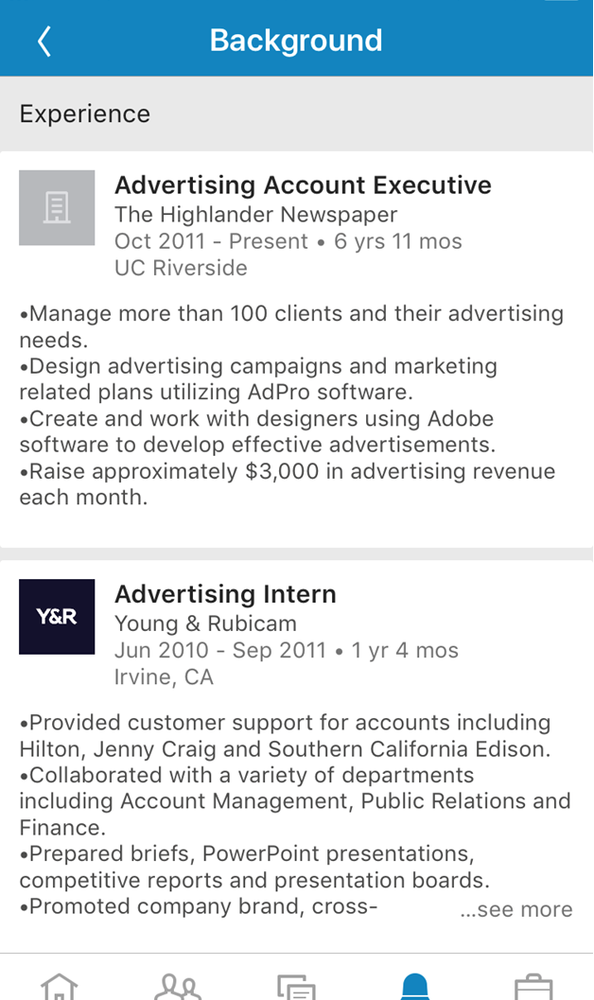 Background
Experience
Advertising Account Executive
The Highlander Newspaper
Oct 2011 - Present • 6 yrs 11 mos
UC Riverside
•Manage more than 100 clients and their advertising
needs.
•Design advertising campaigns and marketing
related plans utilizing AdPro software.
•Create and work with designers using Adobe
software to develop effective advertisements.
•Raise approximately $3,000 in advertising revenue
each month.
Y&R
Advertising Intern
Young & Rubicam
Jun 2010 - Sep 2011 • 1 yr 4 mos
Irvine, CA
•Provided customer support for accounts including
Hilton, Jenny Craig and Southern California Edison.
•Collaborated with a variety of departments
including Account Management, Public Relations and
Finance.
•Prepared briefs, PowerPoint presentations,
competitive reports and presentation boards.
•Promoted company brand, cross- ...see more